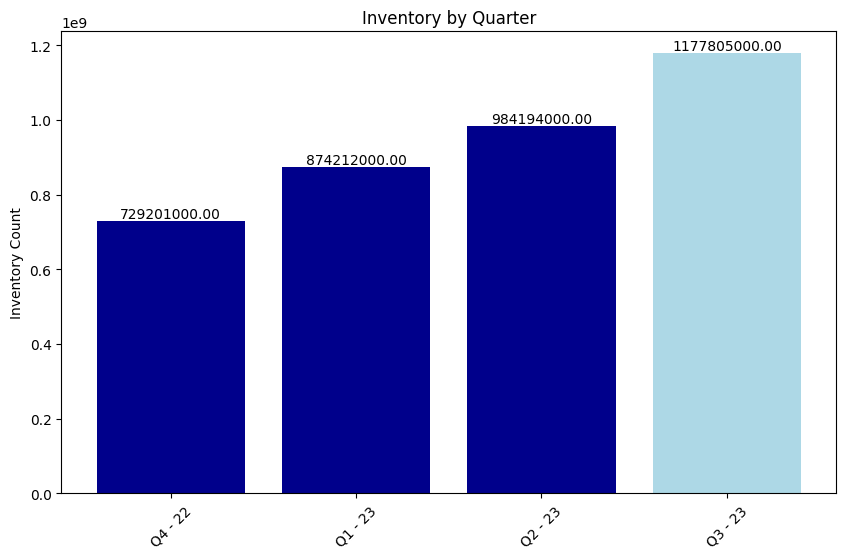 Inventory by Quarter
1e9
1.2
1.0
0.8
0.6
0.4
0.2
0.0
Inventory Count
729201000.00
874212000.00
984194000.00
1177805000.00
Q4 - 22
Q1 - 23
Q2 - 23
Q3 - 23